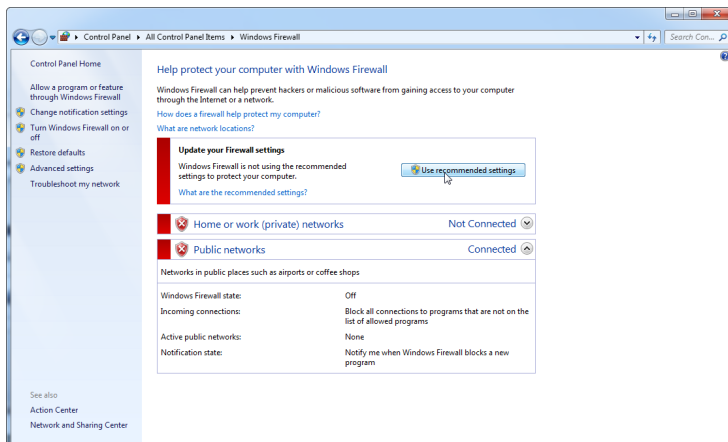 Control Panel ▸ All Control Panel Items ▸ Windows Firewall
Search Con...
Control Panel Home
Allow a program or feature
through Windows Firewall
Change notification settings
Turn Windows Firewall on or
off
Restore defaults
Advanced settings
Troubleshoot my network
See also
Action Center
Network and Sharing Center
Help protect your computer with Windows Firewall
Windows Firewall can help prevent hackers or malicious software from gaining access to your computer
through the Internet or a network.
How does a firewall help protect my computer?
What are network locations?
Update your Firewall settings
Windows Firewall is not using the recommended
settings to protect your computer.
Use recommended settings
What are the recommended settings?
Home or work (private) networks Not Connected
Public networks Connected
Networks in public places such as airports or coffee shops
Windows Firewall state: Off
Incoming connections: Block all connections to programs that are not on the
list of allowed programs
Active public networks: None
Notification state: Notify me when Windows Firewall blocks a new
program